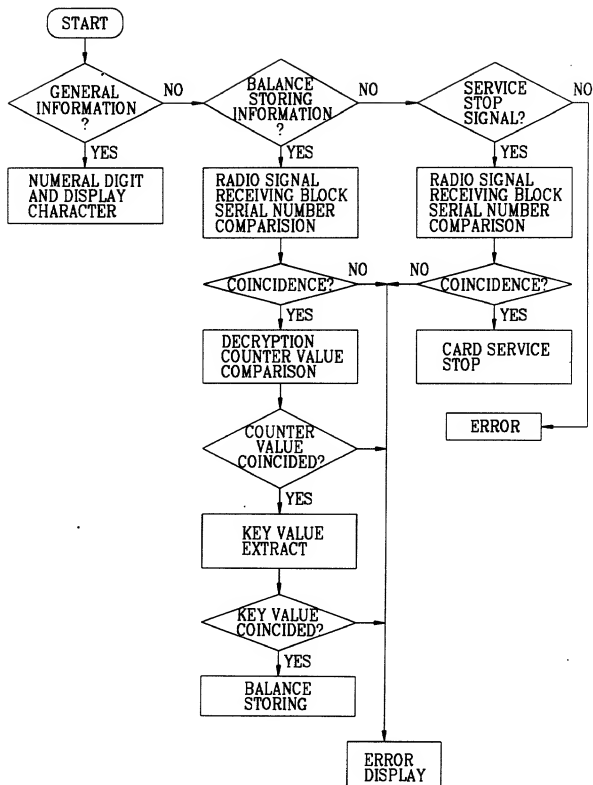 START
GENERAL
INFORMATION
?
NO
YES
NUMERAL DIGIT
AND DISPLAY
CHARACTER
BALANCE
STORING
INFORMATION
?
NO
YES
RADIO SIGNAL
RECEIVING BLOCK
SERIAL NUMBER
COMPARISION
COINCIDENCE?
NO
YES
DECRYPTION
COUNTER VALUE
COMPARISON
COUNTER
VALUE
COINCIDED?
YES
KEY VALUE
EXTRACT
KEY VALUE
COINCIDED?
YES
BALANCE
STORING
SERVICE
STOP
SIGNAL?
NO
YES
RADIO SIGNAL
RECEIVING BLOCK
SERIAL NUMBER
COMPARISON
NO
COINCIDENCE?
YES
CARD SERVICE
STOP
ERROR
ERROR
DISPLAY